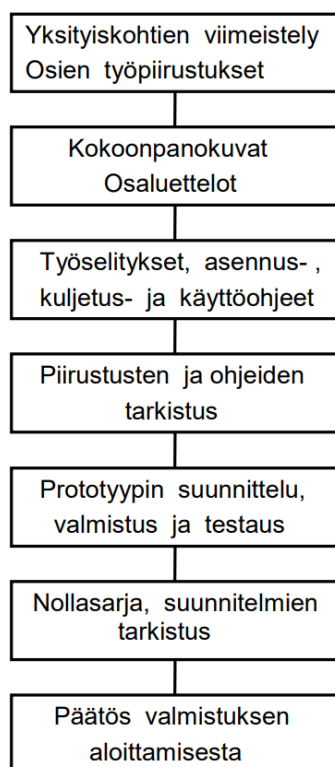 Yksityiskohtien viimeistely
Osien työpiirustukset
Kokoonpanokuvat
Osaluettelot
Työselitykset, asennus- ,
kuljetus- ja käyttöohjeet
Piirustusten ja ohjeiden
tarkistus
Prototyypin suunnittelu,
valmistus ja testaus
Nollasarja, suunnitelmien
tarkistus
Päätös valmistuksen
aloittamisesta